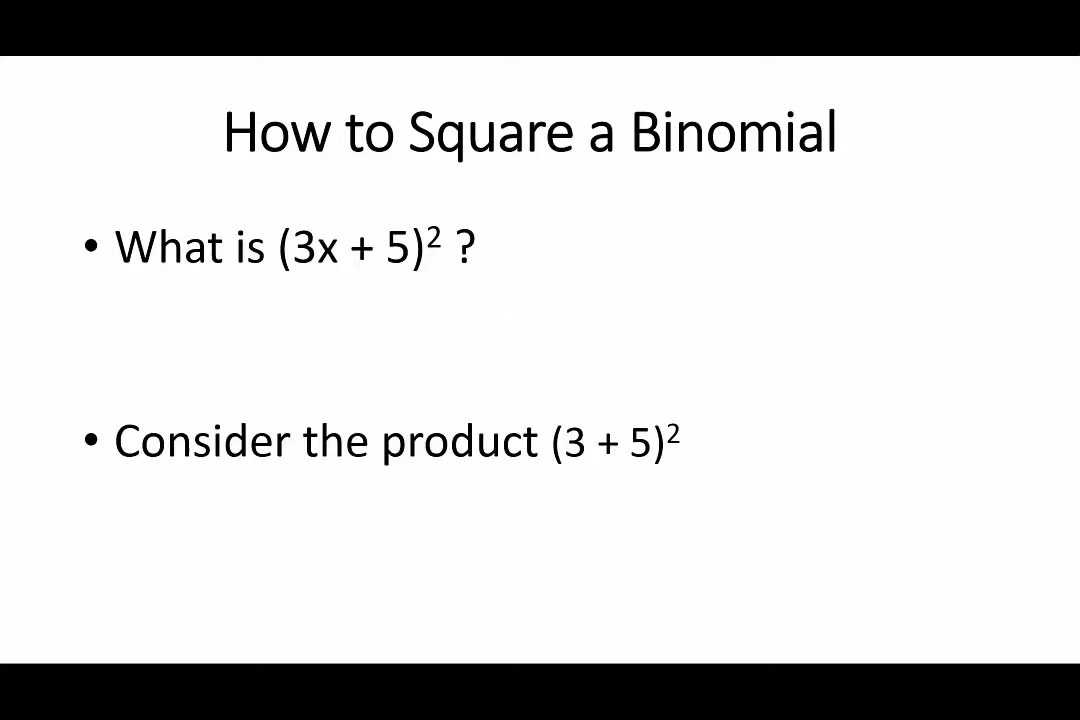 How to Square a Binomial
• What is (3x + 5)² ?
• Consider the product (3 + 5)²